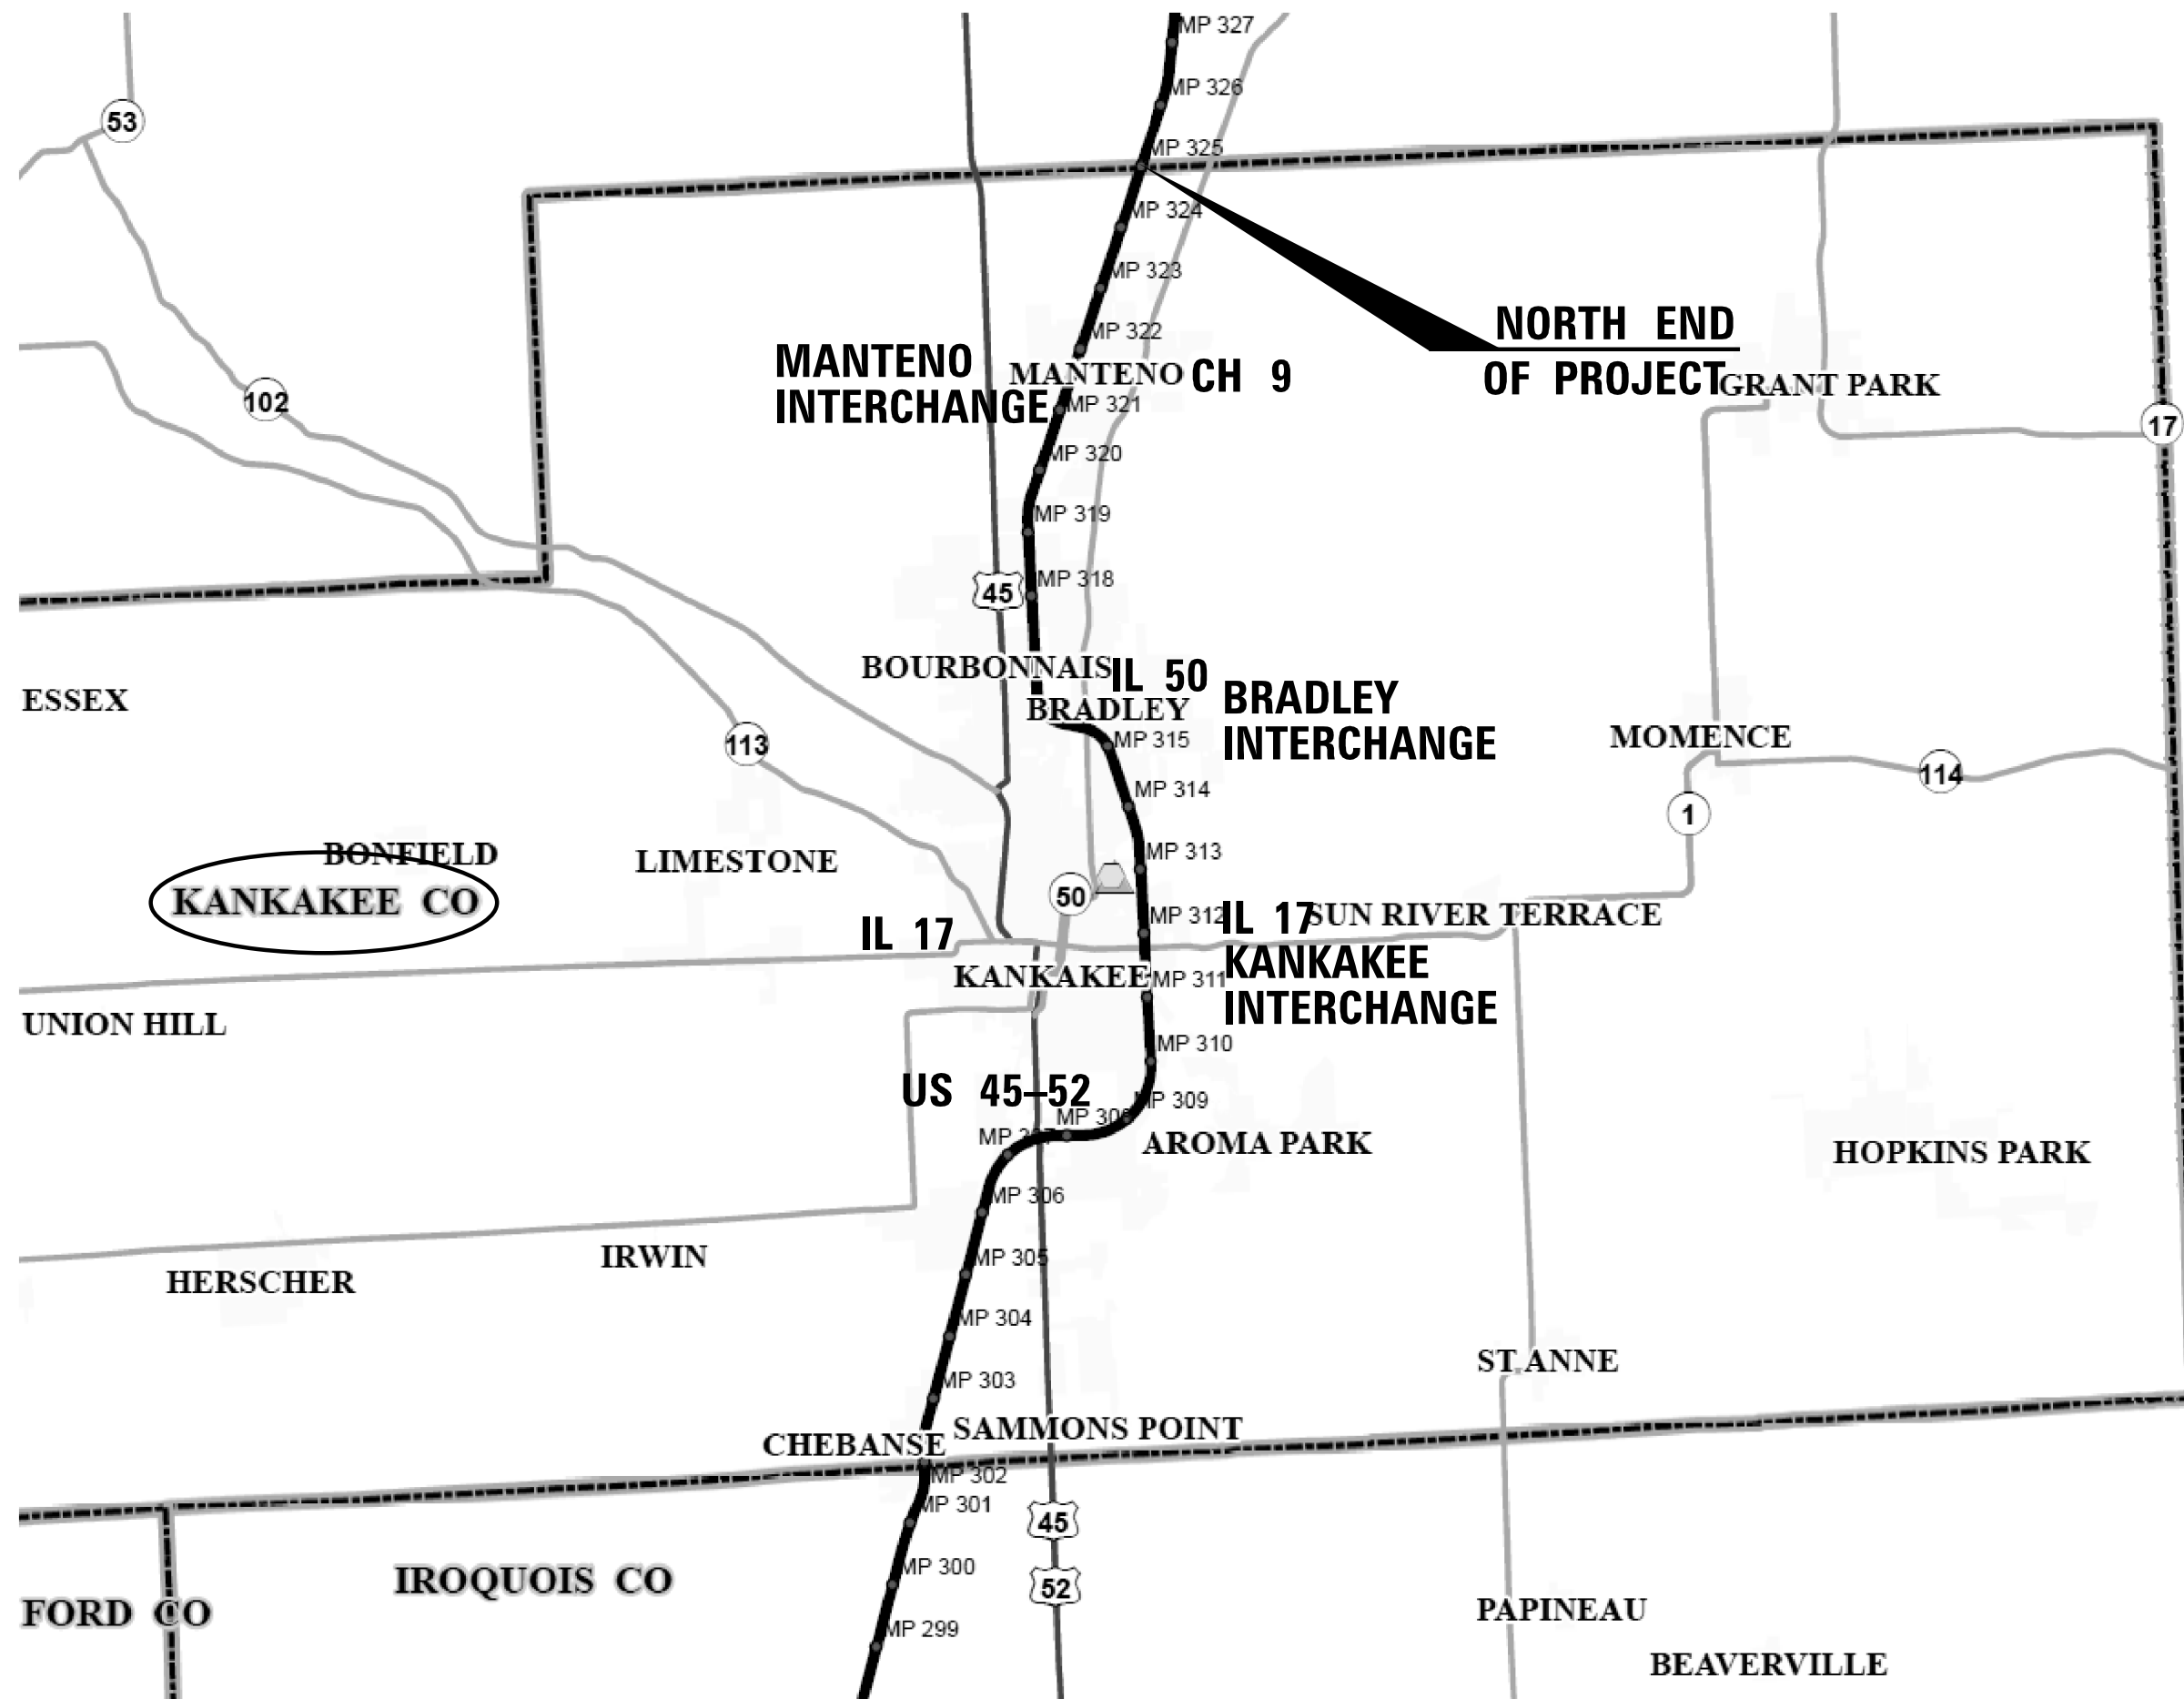 MP 327
MP 326
53
MP 325
MP 324
MP 323
NORTH END
OF PROJECT
MP 322
MANTENO
INTERCHANGE
MANTENO
CH 9
GRANT PARK
102
MP 321
17
MP 320
MP 319
MP 318
45
BOURBONNAIS
IL 50
BRADLEY
BRADLEY
INTERCHANGE
ESSEX
113
MP 315
MOMENCE
114
MP 314
1
MP 313
BONFIELD
LIMESTONE
KANKAKEE CO
50
MP 312
IL 17
SUN RIVER TERRACE
IL 17
KANKAKEE
INTERCHANGE
KANKAKEE
MP 311
UNION HILL
MP 310
US 45–52
MP 309
MP
MP
AROMA PARK
HOPKINS PARK
MP 306
IRWIN
MP 305
HERSCHER
MP 304
ST. ANNE
MP 303
SAMMONS POINT
CHEBANSE
MP 302
MP 301
45
MP 300
IROQUOIS CO
52
FORD CO
PAPINEAU
MP 299
BEAVERVILLE